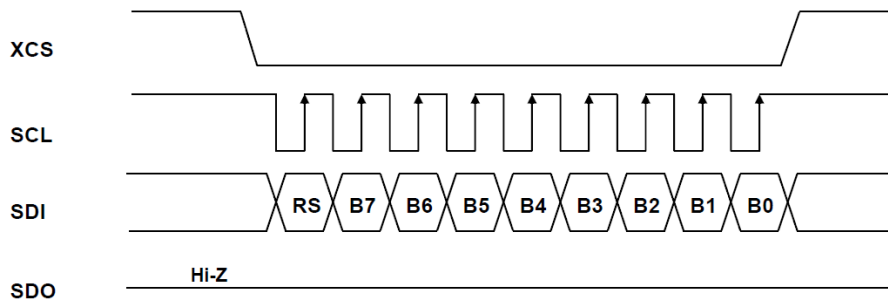 XCS
SCL
SDI RS B7 B6 B5 B4 B3 B2 B1 B0
Hi-Z
SDO